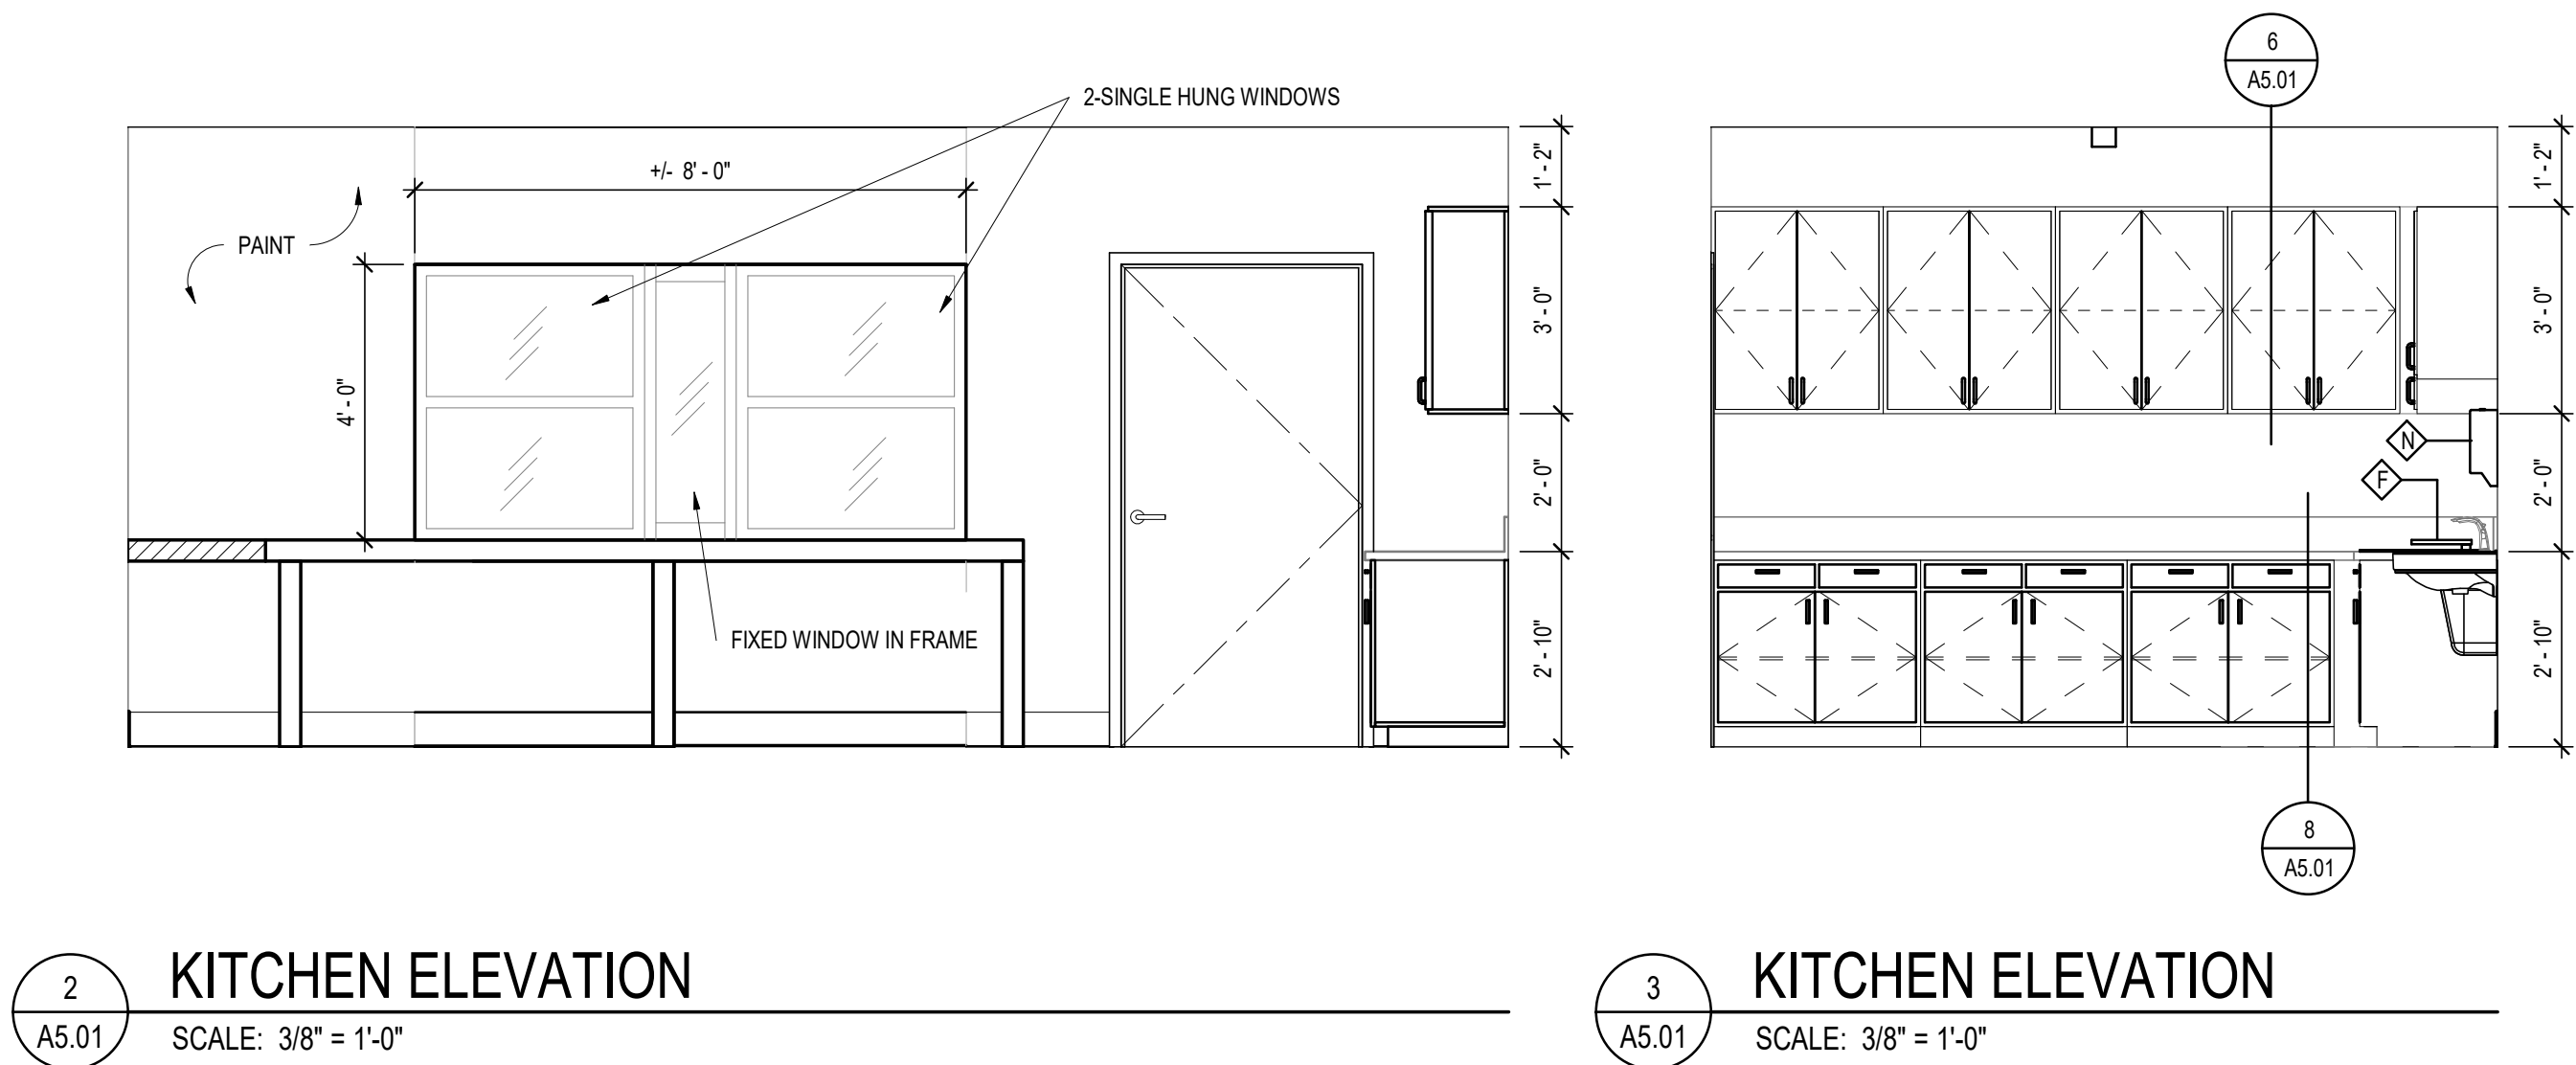 6
A5.01
2-SINGLE HUNG WINDOWS
+/-  8' - 0"
PAINT
4' - 0"
FIXED WINDOW IN FRAME
1' - 2"
3' - 0"
2' - 0"
2' - 10"
N
F
1' - 2"
3' - 0"
2' - 0"
2' - 10"
8
A5.01
2
A5.01
KITCHEN ELEVATION
SCALE:  3/8" = 1'-0"
3
A5.01
KITCHEN ELEVATION
SCALE:  3/8" = 1'-0"